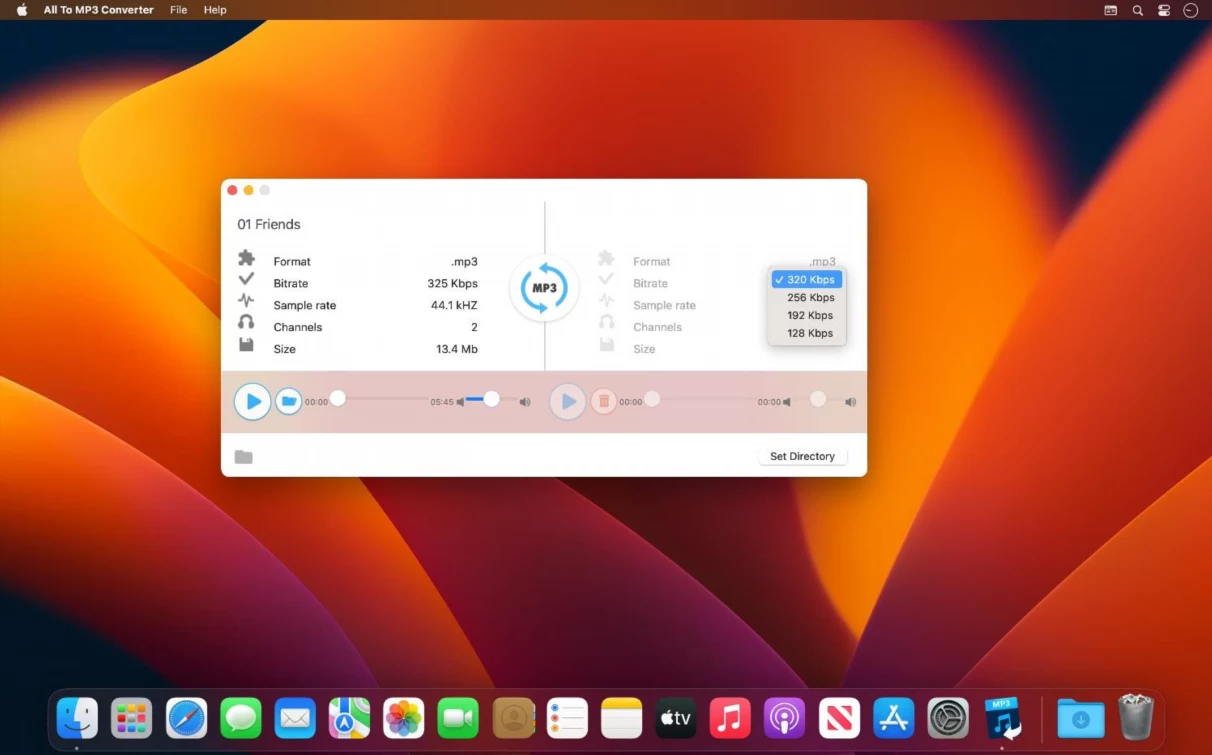 All To MP3 Converter File Help
01 Friends
Format .mp3
Bitrate 325 Kbps
Sample rate 44.1 kHZ
Channels 2
Size 13.4 Mb
MP3
Format .mp3
Bitrate
Sample rate
Channels
Size
✓ 320 Kbps
256 Kbps
192 Kbps
128 Kbps
00:00 05:45 00:00 00:00
Set Directory
tv
MP3